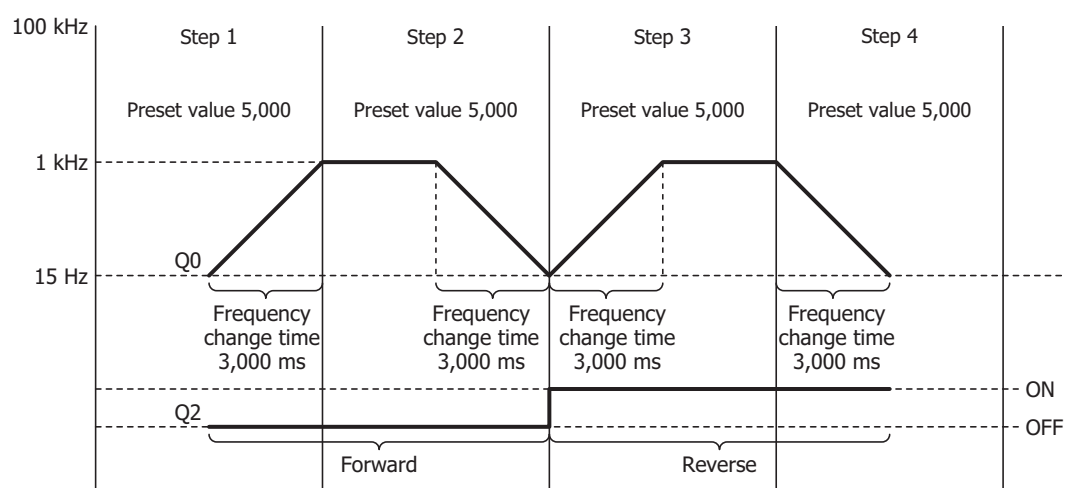 100 kHz
Step 1
Step 2
Step 3
Step 4
Preset value 5,000
Preset value 5,000
Preset value 5,000
Preset value 5,000
1 kHz
Q0
15 Hz
Frequency
change time
3,000 ms
Frequency
change time
3,000 ms
Frequency
change time
3,000 ms
Frequency
change time
3,000 ms
ON
Q2
OFF
Forward
Reverse